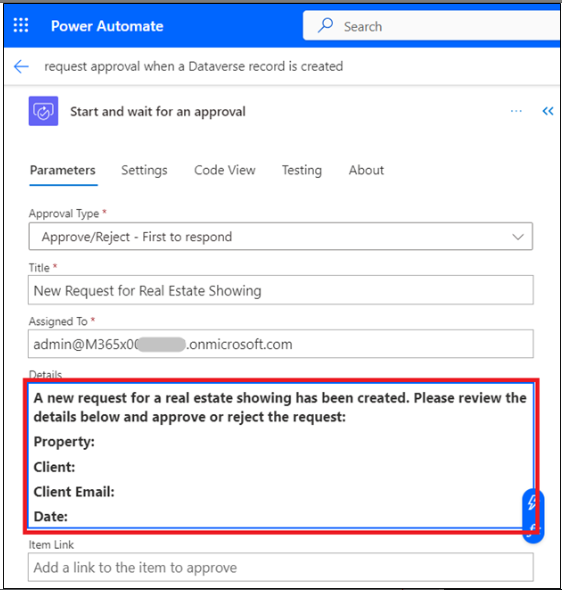 Power Automate
Search
request approval when a Dataverse record is created
Start and wait for an approval
Parameters Settings Code View Testing About
Approval Type *
Approve/Reject - First to respond
Title *
New Request for Real Estate Showing
Assigned To *
admin@M365x00 .onmicrosoft.com
Details
A new request for a real estate showing has been created. Please review the
details below and approve or reject the request:
Property:
Client:
Client Email:
Date:
Item Link
Add a link to the item to approve